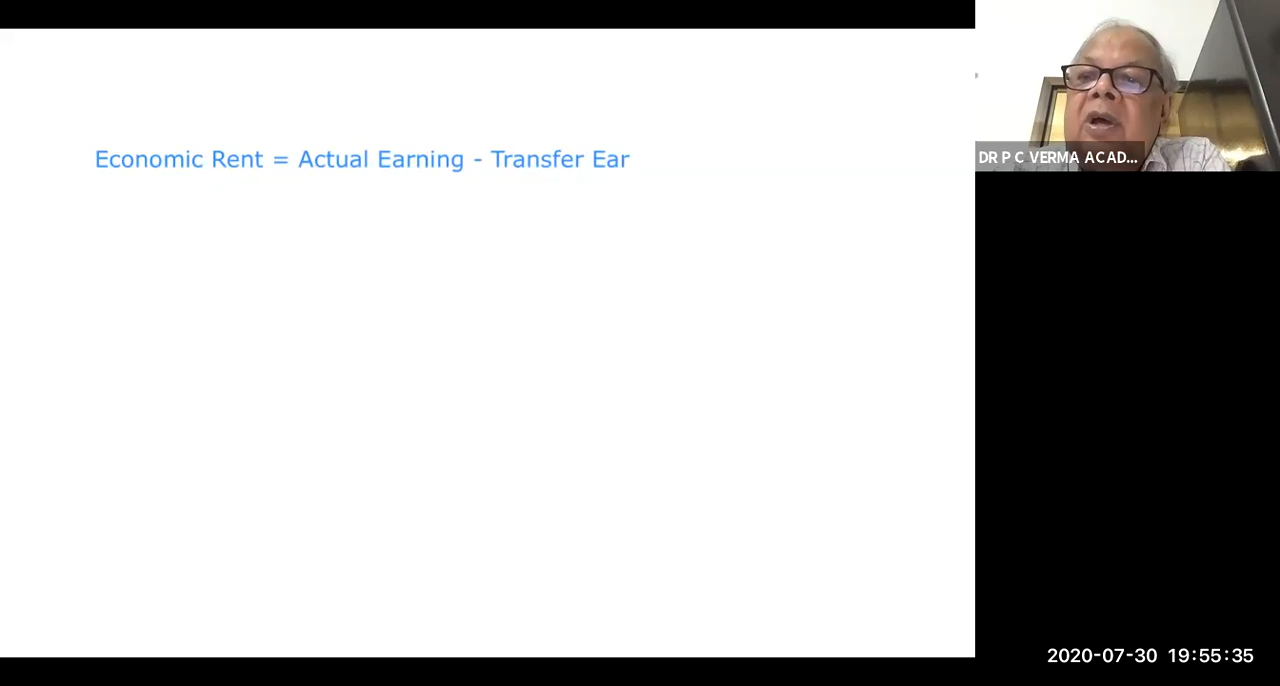 Economic Rent = Actual Earning - Transfer Ear
DR P C VERMA ACAD...
2020-07-30 19:55:35